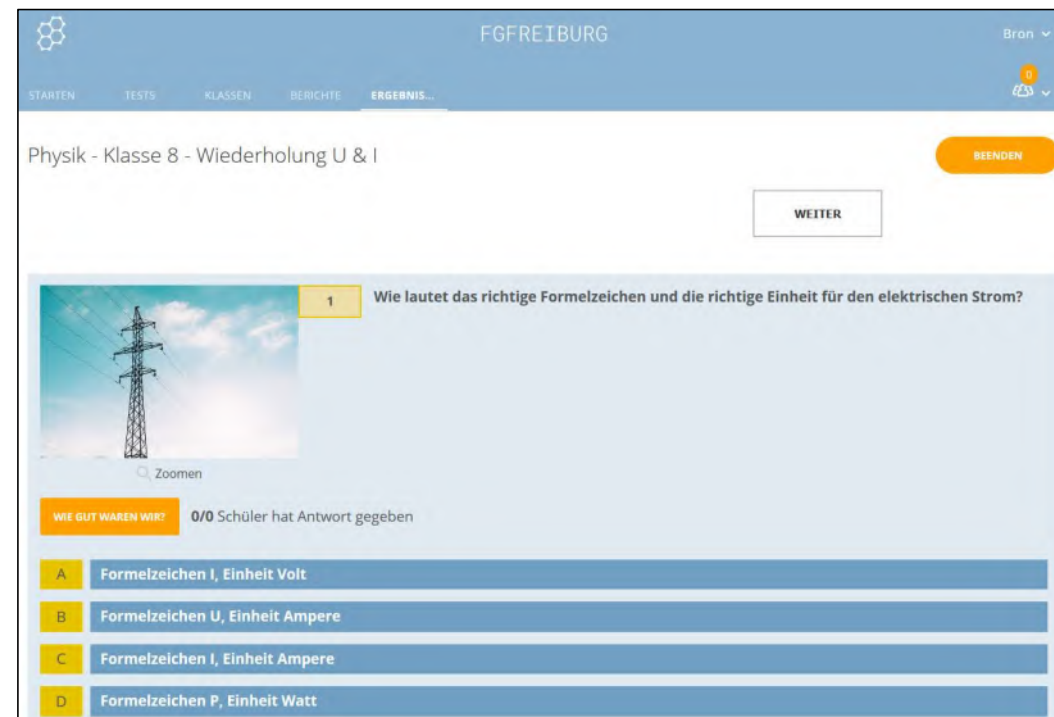 FGFREIBURG
Bron
0
STARTEN TESTS KLASSEN BERICHTE ERGEBNIS...
Physik - Klasse 8 - Wiederholung U & I
BEENDEN
WEITER
1 Wie lautet das richtige Formelzeichen und die richtige Einheit für den elektrischen Strom?
Zoomen
WIE GUT WAREN WIR? 0/0 Schüler hat Antwort gegeben
A Formelzeichen I, Einheit Volt
B Formelzeichen U, Einheit Ampere
C Formelzeichen I, Einheit Ampere
D Formelzeichen P, Einheit Watt